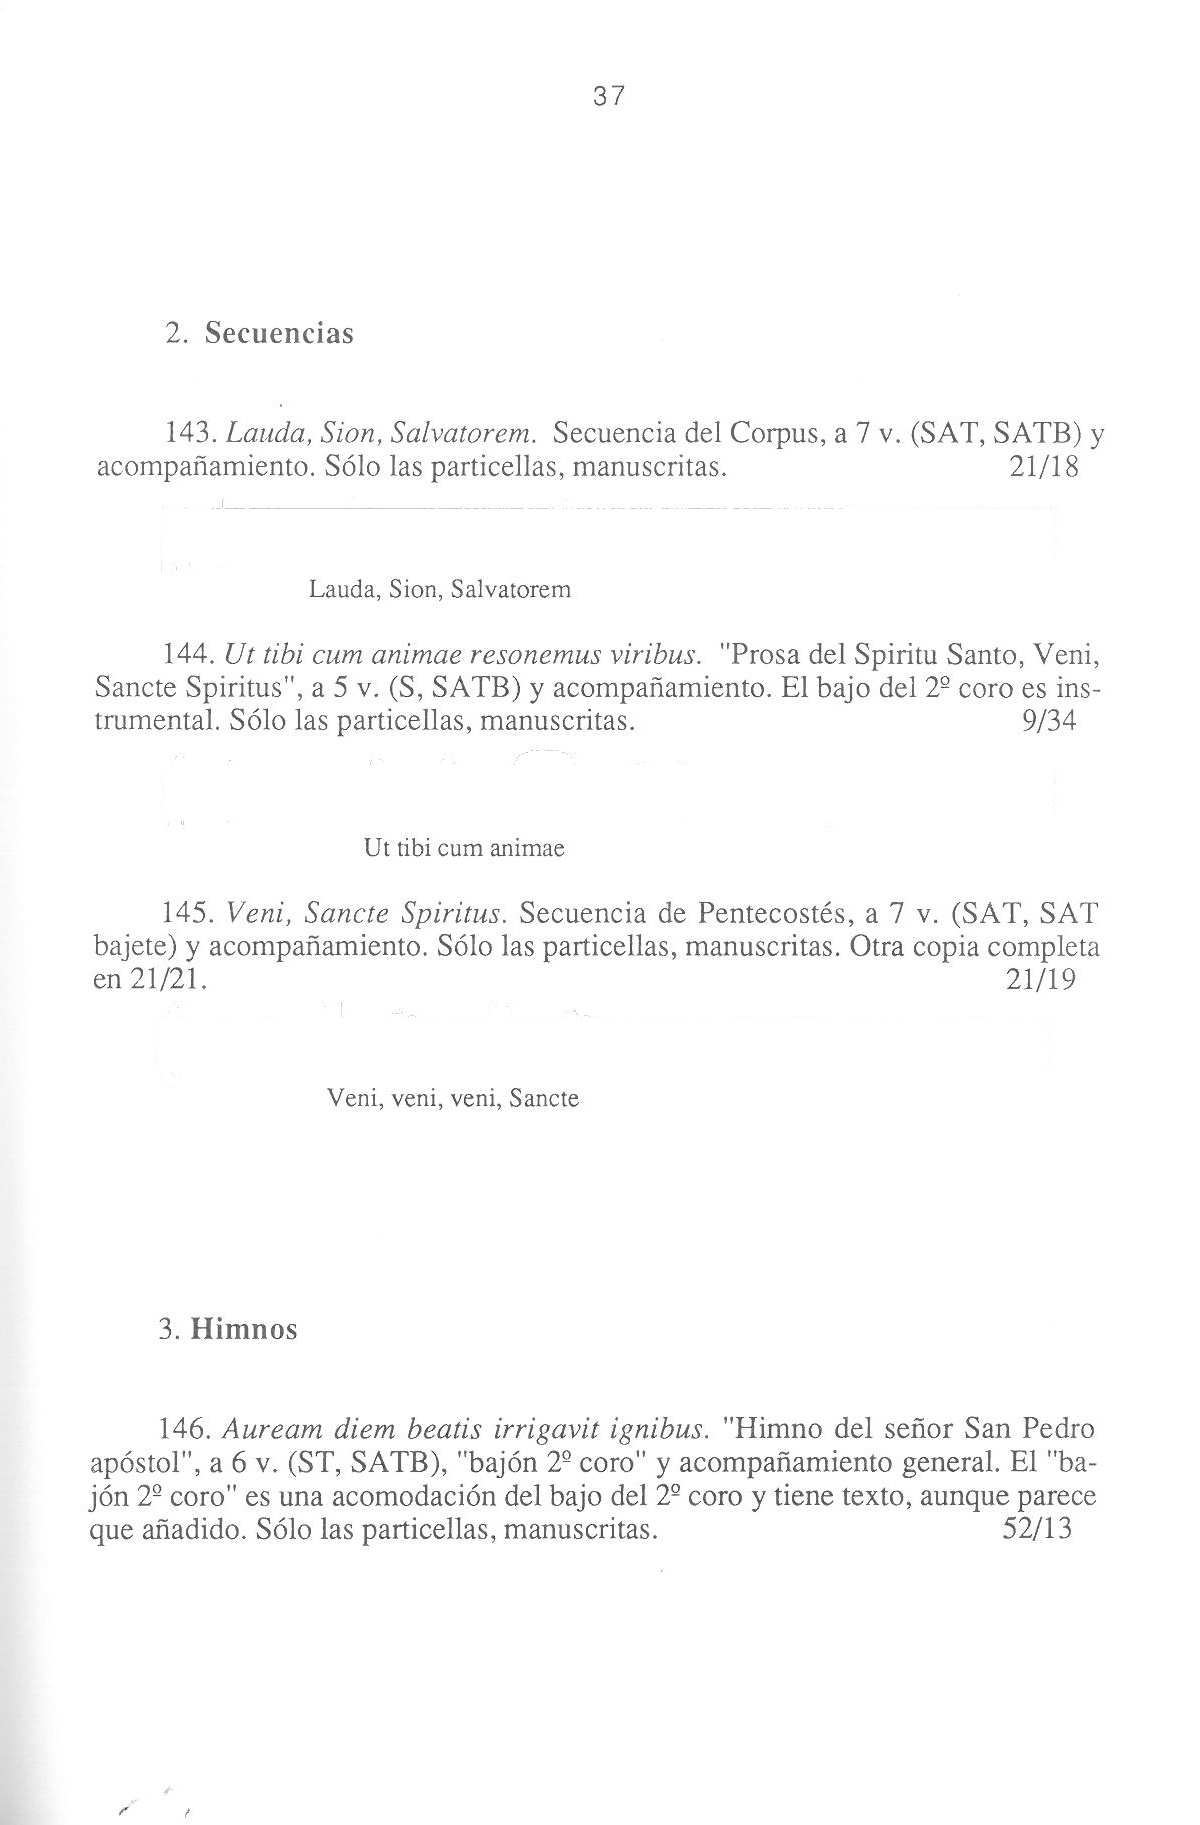 37
2. Secuencias
143. Lauda, Sion, Salvatorem. Secuencia del Corpus, a 7 v. (SAT, SATB) y
acompañamiento. Sólo las particellas, manuscritas. 21/18
Lauda, Sion, Salvatorem
144. Ut tibi cum animae resonemus viribus. "Prosa del Spiritu Santo, Veni,
Sancte Spiritus", a 5 v. (S, SATB) y acompañamiento. El bajo del 2º coro es ins-
trumental. Sólo las particellas, manuscritas. 9/34
Ut tibi cum animae
145. Veni, Sancte Spiritus. Secuencia de Pentecostés, a 7 v. (SAT, SAT
bajete) y acompañamiento. Sólo las particellas, manuscritas. Otra copia completa
en 21/21. 21/19
Veni, veni, veni, Sancte
3. Himnos
146. Auream diem beatis irrigavit ignibus. "Himno del señor San Pedro
apóstol", a 6 v. (ST, SATB), "bajón 2º coro" y acompañamiento general. El "ba-
jón 2º coro" es una acomodación del bajo del 2º coro y tiene texto, aunque parece
que añadido. Sólo las particellas, manuscritas. 52/13